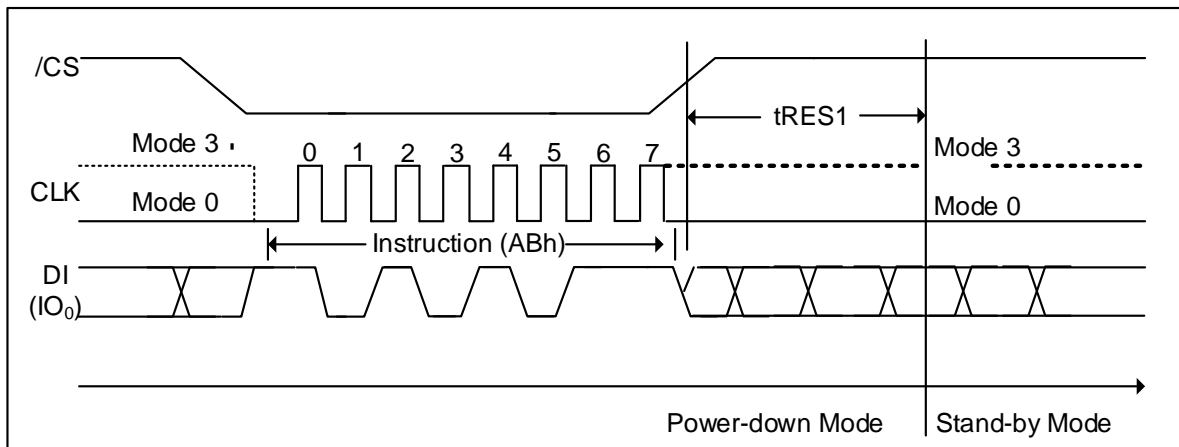 /CS
tRES1
Mode 3
0 1 2 3 4 5 6 7
Mode 3
CLK
Mode 0
Mode 0
Instruction (ABh)
DI
(IO₀)
Power-down Mode
Stand-by Mode